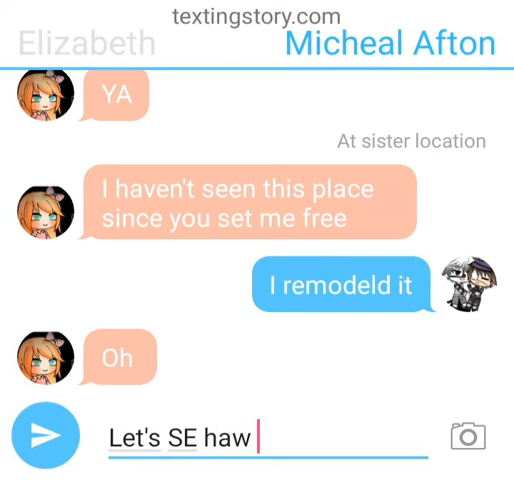 textingstory.com
Elizabeth
Micheal Afton
YA
At sister location
I haven't seen this place
since you set me free
I remodeld it
Oh
Let's SE haw